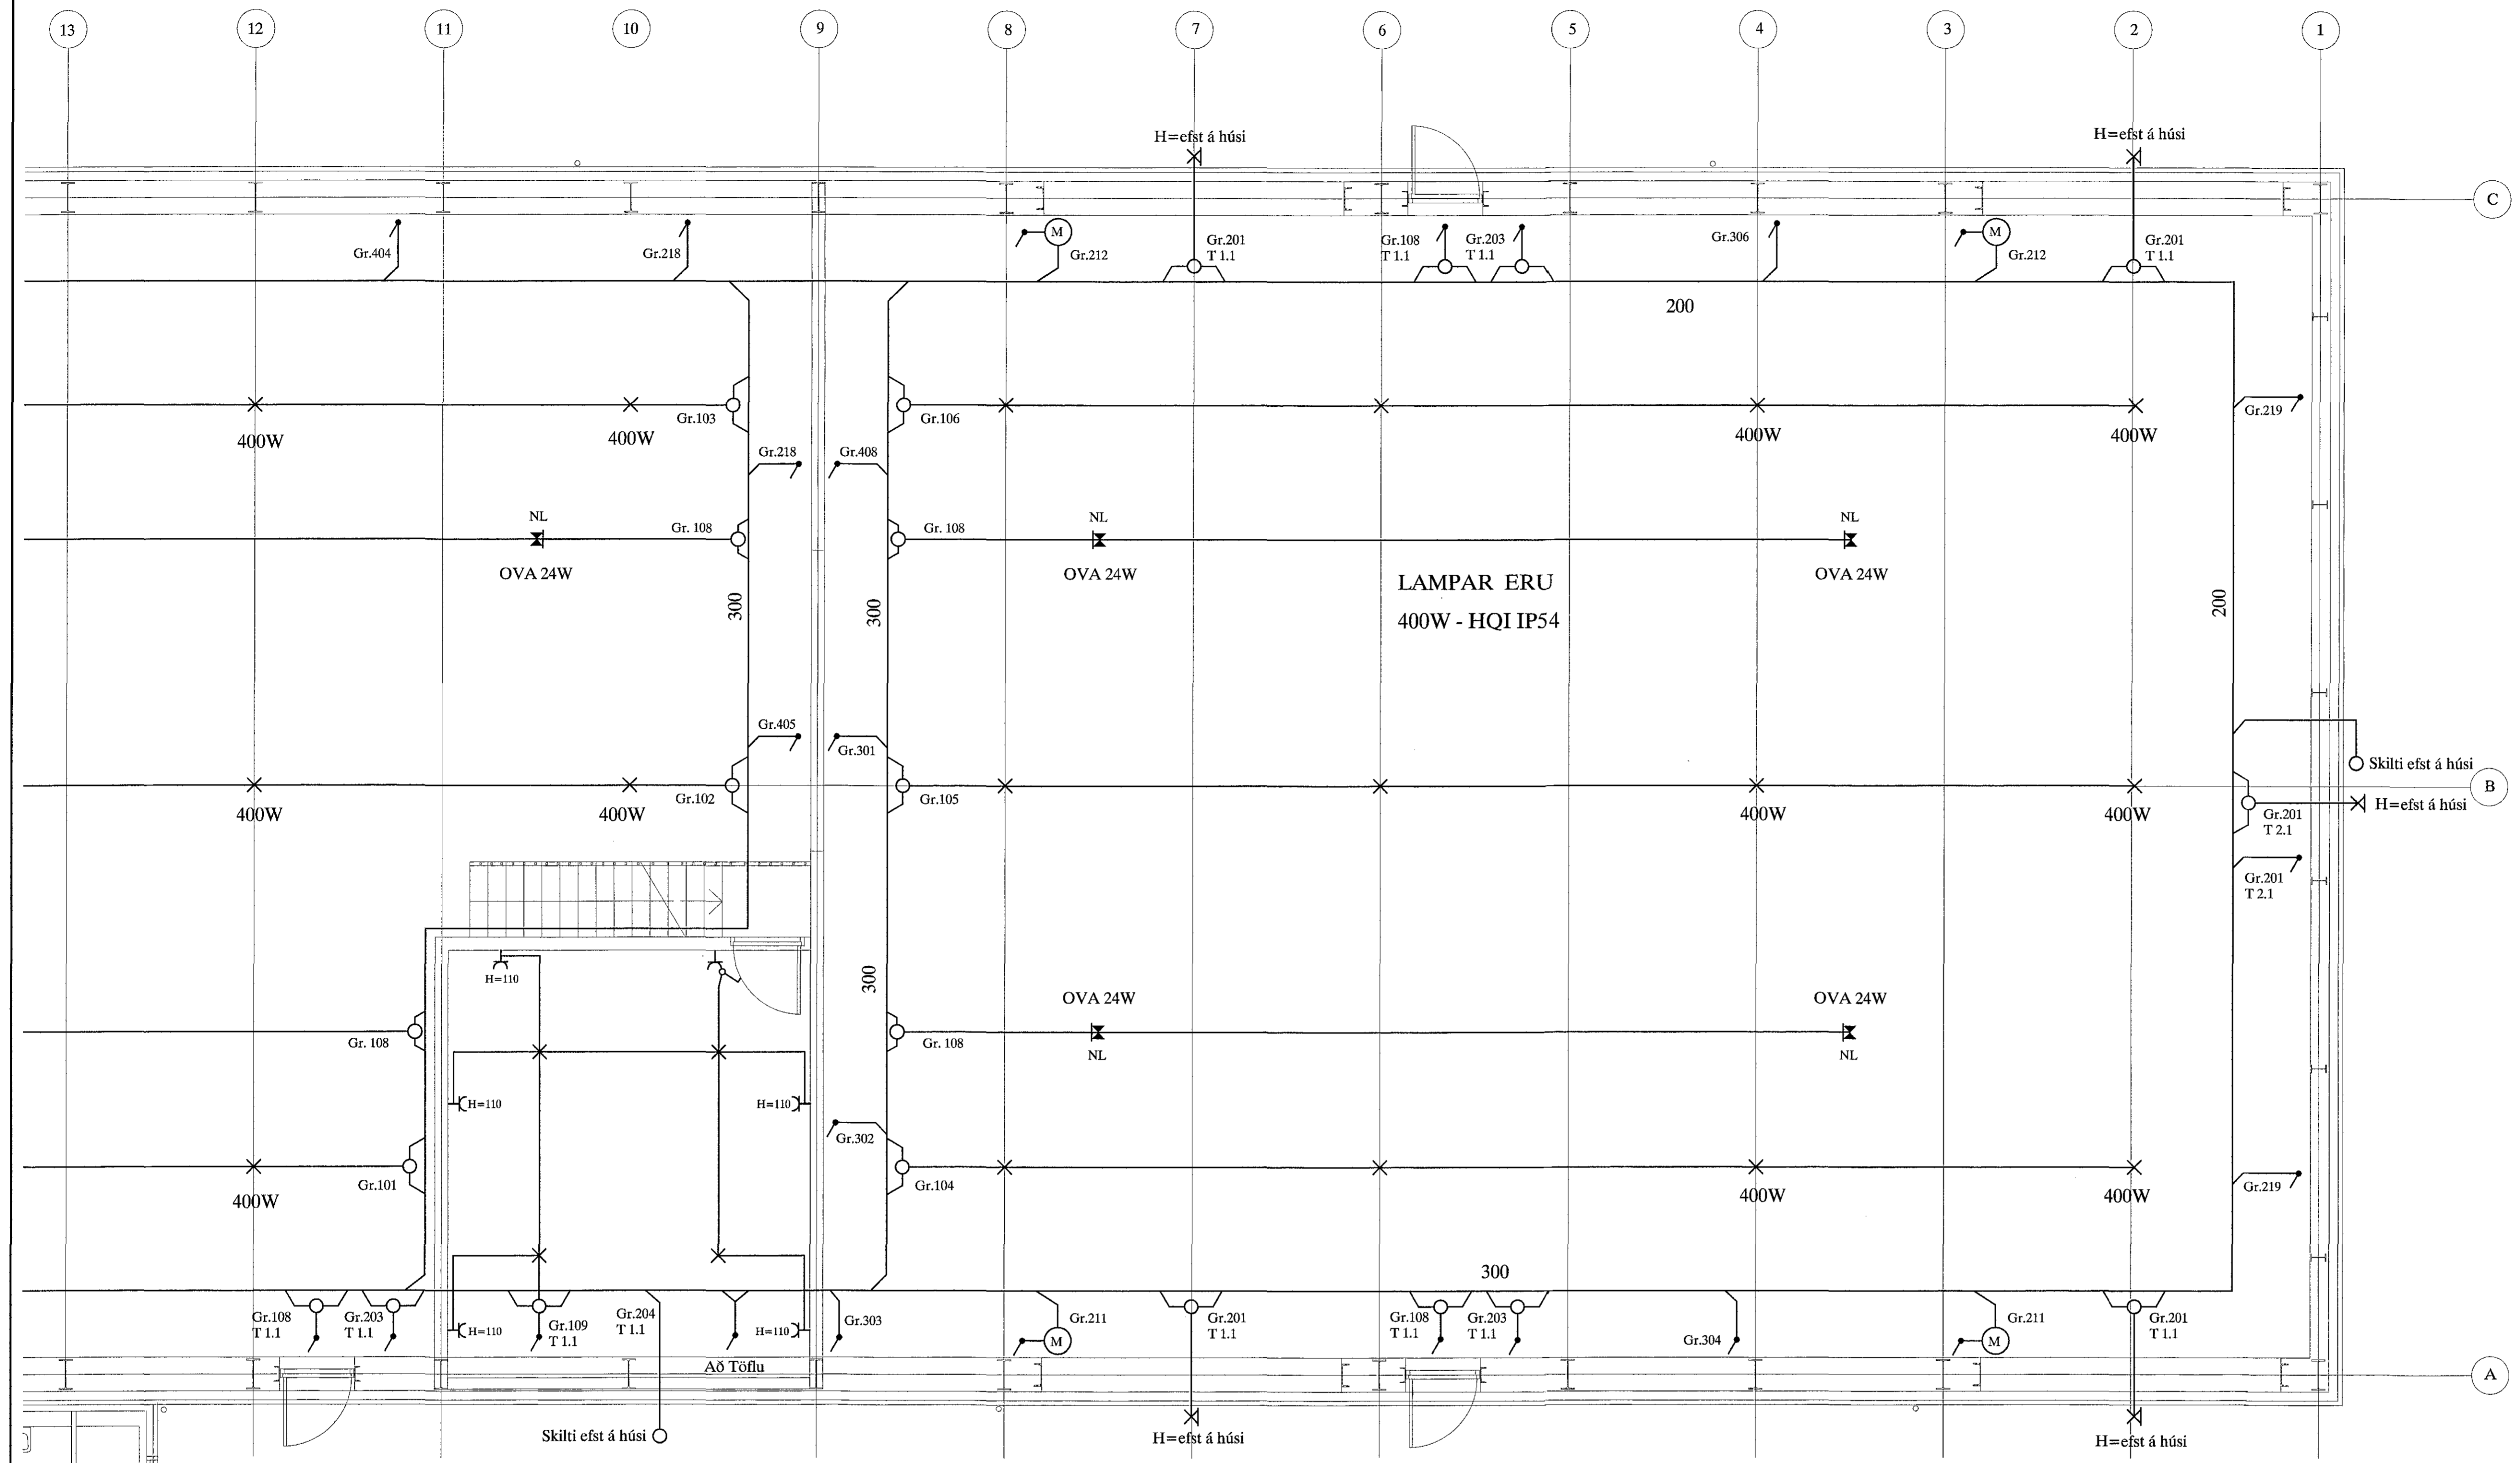 13
12
11
10
9
8
7
6
5
4
3
2
1
H=efst á húsi
H=efst á húsi
C
Gr.404
Gr.218
M
Gr.212
Gr.201
T 1.1
Gr.108
T 1.1
Gr.203
T 1.1
Gr.306
M
Gr.212
Gr.201
T 1.1
200
400W
400W
Gr.103
Gr.106
400W
400W
Gr.219
Gr.218
Gr.408
NL
Gr. 108
Gr. 108
NL
NL
OVA 24W
OVA 24W
OVA 24W
LAMPAR ERU
400W - HQI IP54
300
300
200
Gr.405
Gr.301
Skilti efst á húsi
B
400W
400W
Gr.102
Gr.105
400W
400W
H=efst á húsi
Gr.201
T 2.1
Gr.201
T 2.1
H=110
300
OVA 24W
OVA 24W
Gr. 108
Gr. 108
NL
NL
H=110
H=110
Gr.302
400W
Gr.101
Gr.104
400W
400W
Gr.219
300
Gr.108
T 1.1
Gr.203
T 1.1
H=110
Gr.109
T 1.1
Gr.204
T 1.1
H=110
Gr.303
Gr.211
M
Gr.201
T 1.1
Gr.108
T 1.1
Gr.203
T 1.1
Gr.304
Gr.211
M
Gr.201
T 1.1
Að Töflu
A
Skilti efst á húsi
H=efst á húsi
H=efst á húsi